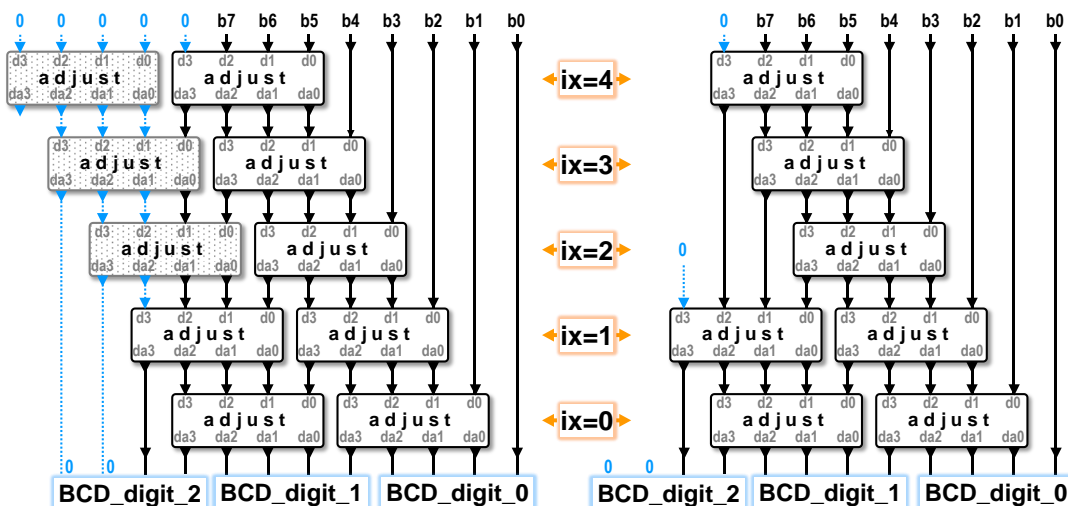 0 0 0 0 0 b7 b6 b5 b4 b3 b2 b1 b0 0 b7 b6 b5 b4 b3 b2 b1 b0
d3 d2 d1 d0 d3 d2 d1 d0 d3 d2 d1 d0
adjust adjust ix=4 adjust
da3 da2 da1 da0 da3 da2 da1 da0 da3 da2 da1 da0
d3 d2 d1 d0 d3 d2 d1 d0 d3 d2 d1 d0
adjust adjust ix=3 adjust
da3 da2 da1 da0 da3 da2 da1 da0 da3 da2 da1 da0
d3 d2 d1 d0 d3 d2 d1 d0 d3 d2 d1 d0
adjust adjust ix=2 0 adjust
da3 da2 da1 da0 da3 da2 da1 da0 da3 da2 da1 da0
d3 d2 d1 d0 d3 d2 d1 d0 d3 d2 d1 d0 d3 d2 d1 d0
adjust adjust ix=1 adjust adjust
da3 da2 da1 da0 da3 da2 da1 da0 da3 da2 da1 da0 da3 da2 da1 da0
d3 d2 d1 d0 d3 d2 d1 d0 d3 d2 d1 d0 d3 d2 d1 d0
adjust adjust ix=0 adjust adjust
da3 da2 da1 da0 da3 da2 da1 da0 da3 da2 da1 da0 da3 da2 da1 da0
0 0 0 0
BCD_digit_2 BCD_digit_1 BCD_digit_0 BCD_digit_2 BCD_digit_1 BCD_digit_0